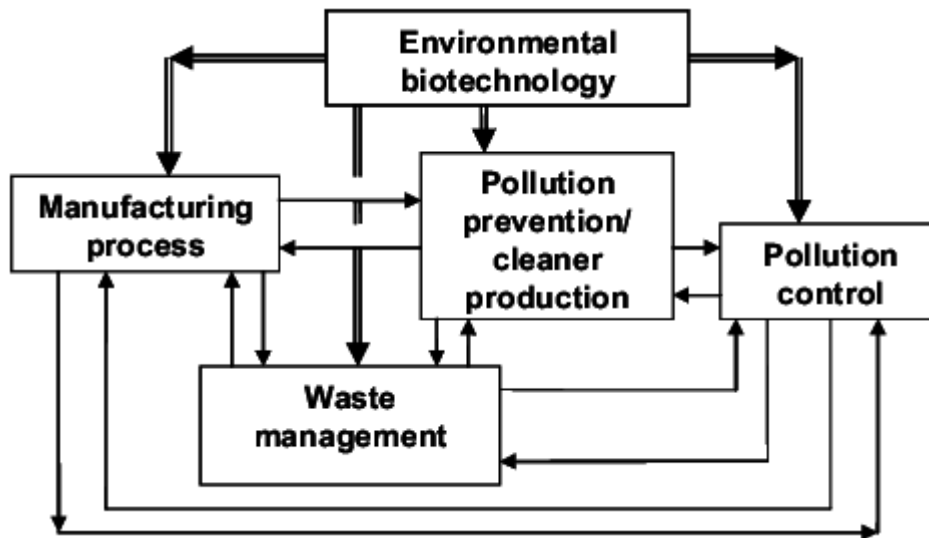 Environmental
biotechnology
Manufacturing
process
Pollution
prevention/
cleaner
production
Pollution
control
Waste
management